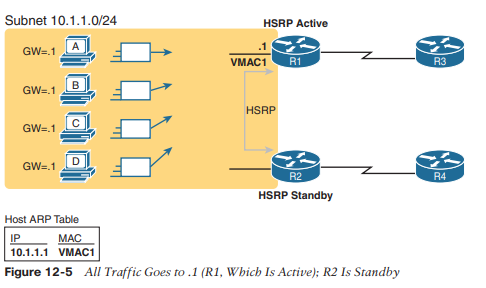 Subnet 10.1.1.0/24
HSRP Active
GW=.1
A
.1
VMAC1
R1
R3
GW=.1
B
HSRP
GW=.1
C
GW=.1
D
R2
R4
HSRP Standby
Host ARP Table
IP MAC
10.1.1.1 VMAC1
Figure 12-5 All Traffic Goes to .1 (R1, Which Is Active); R2 Is Standby